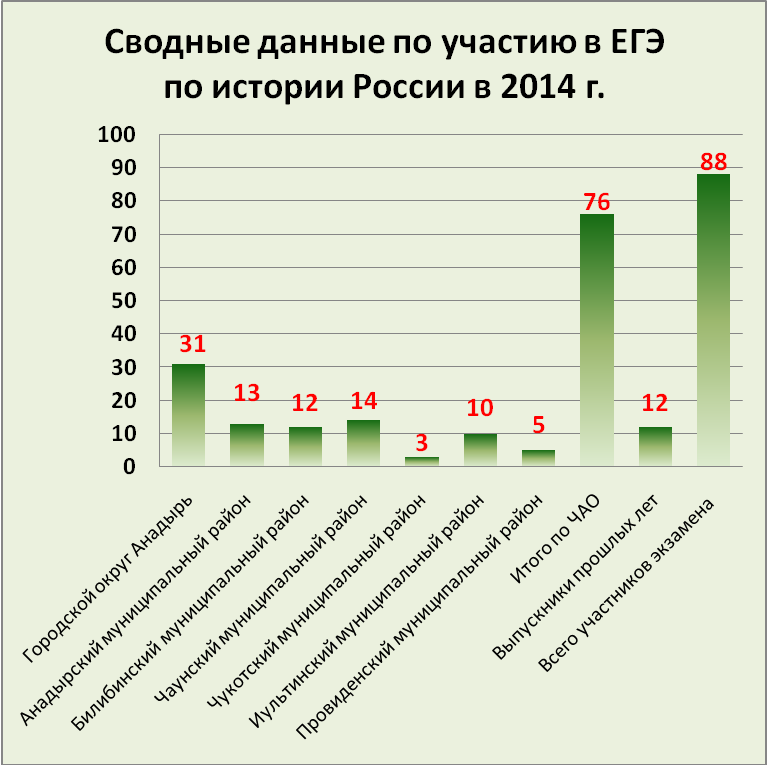 Сводные данные по участию в ЕГЭ
по истории России в 2014 г.
100
90
80
70
60
50
40
30
20
10
0
31
13
12
14
3
10
5
76
12
88
Городской округ Анадырь
Анадырский муниципальный район
Билибинский муниципальный район
Чаунский муниципальный район
Чукотский муниципальный район
Иультинский муниципальный район
Провиденский муниципальный район
Итого по ЧАО
Выпускники прошлых лет
Всего участников экзамена